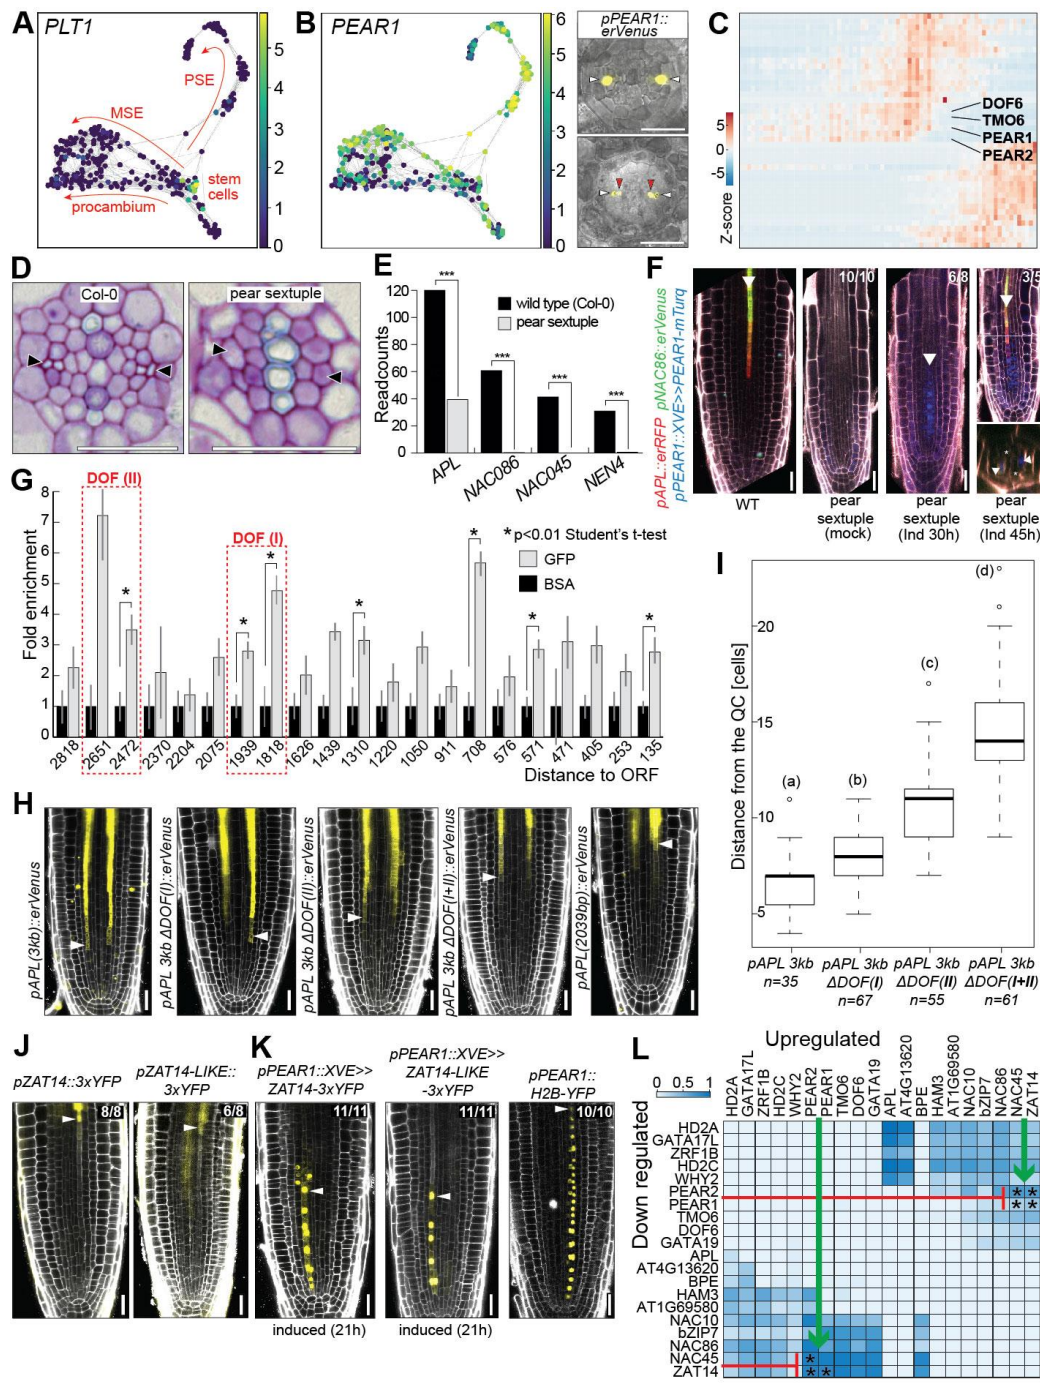 A
PLT1
5
4
3
2
1
0
PSE
MSE
stem
cells
procambium
B
PEAR1
6
5
4
3
2
1
0
pPEAR1::
erVenus
C
Z-score
5
0
-5
DOF6
TMO6
PEAR1
PEAR2
D
Col-0
pear sextuple
E
Readcounts
120
100
80
60
40
20
0
***
***
***
***
wild type (Col-0)
pear sextuple
APL
NAC086
NAC045
NEN4
F
pAPL::erRFP pNAC86::erVenus
pPEAR1::XVE>>PEAR1-mTurq
10/10
6/8
3/5
*
*
WT
pear
sextuple
(mock)
pear
sextuple
(Ind 30h)
pear
sextuple
(Ind 45h)
G
Fold enrichment
8
7
6
5
4
3
2
1
0
DOF (II)
DOF (I)
* * * * * * *
*p<0.01 Student's t-test
GFP
BSA
2818
2651
2472
2370
2204
2075
1939
1818
1626
1439
1310
1220
1050
911
708
576
571
471
405
253
135
Distance to ORF
H
pAPL(3kb)::erVenus
pAPL 3kb ΔDOF(I)::erVenus
pAPL 3kb ΔDOF(II)::erVenus
pAPL 3kb ΔDOF(I+II)::erVenus
pAPL(2039bp)::erVenus
I
Distance from the QC [cells]
20
15
10
5
(a)
(b)
(c)
(d)
pAPL 3kb
n=35
pAPL 3kb
ΔDOF(I)
n=67
pAPL 3kb
ΔDOF(II)
n=55
pAPL 3kb
ΔDOF(I+II)
n=61
J
pZAT14::3xYFP
8/8
pZAT14-LIKE::
3xYFP
6/8
K
pPEAR1::XVE>>
ZAT14-3xYFP
11/11
induced (21h)
pPEAR1::XVE>>
ZAT14-LIKE
-3xYFP
11/11
induced (21h)
pPEAR1::
H2B-YFP
10/10
L
Upregulated
0 0.5 1
HD2A
GATA17L
ZRF1B
HD2C
WHY2
PEAR2
PEAR1
TMO6
DOF6
GATA19
APL
AT4G13620
BPE
HAM3
AT1G69580
NAC10
bZIP7
NAC86
NAC45
ZAT14
Down regulated
HD2A
GATA17L
ZRF1B
HD2C
WHY2
PEAR2
* *
PEAR1
* *
TMO6
DOF6
GATA19
APL
AT4G13620
BPE
HAM3
AT1G69580
NAC10
bZIP7
NAC86
NAC45
*
ZAT14
* *